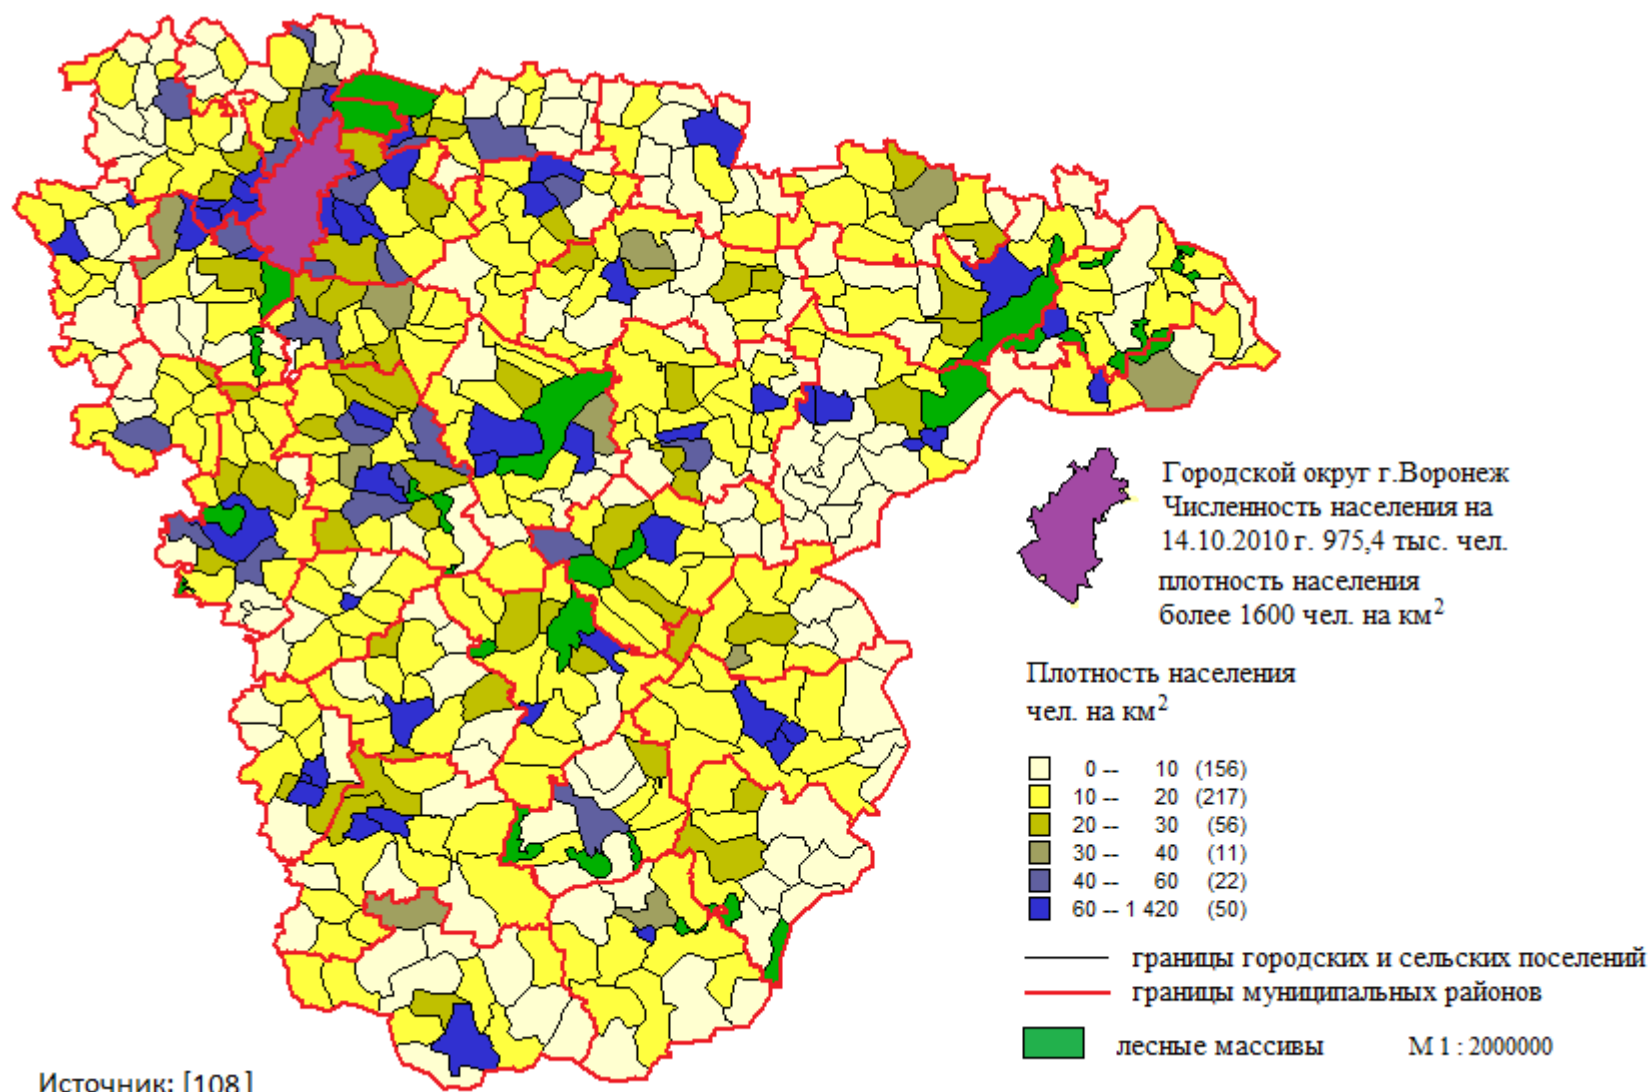 Городской округ г.Воронеж
Численность населения на
14.10.2010 г. 975,4 тыс. чел.
плотность населения
более 1600 чел. на км²
Плотность населения
чел. на км²
0 -- 10 (156)
10 -- 20 (217)
20 -- 30 (56)
30 -- 40 (11)
40 -- 60 (22)
60 -- 1 420 (50)
границы городских и сельских поселений
границы муниципальных районов
лесные массивы М 1 : 2000000
Источник: [108]